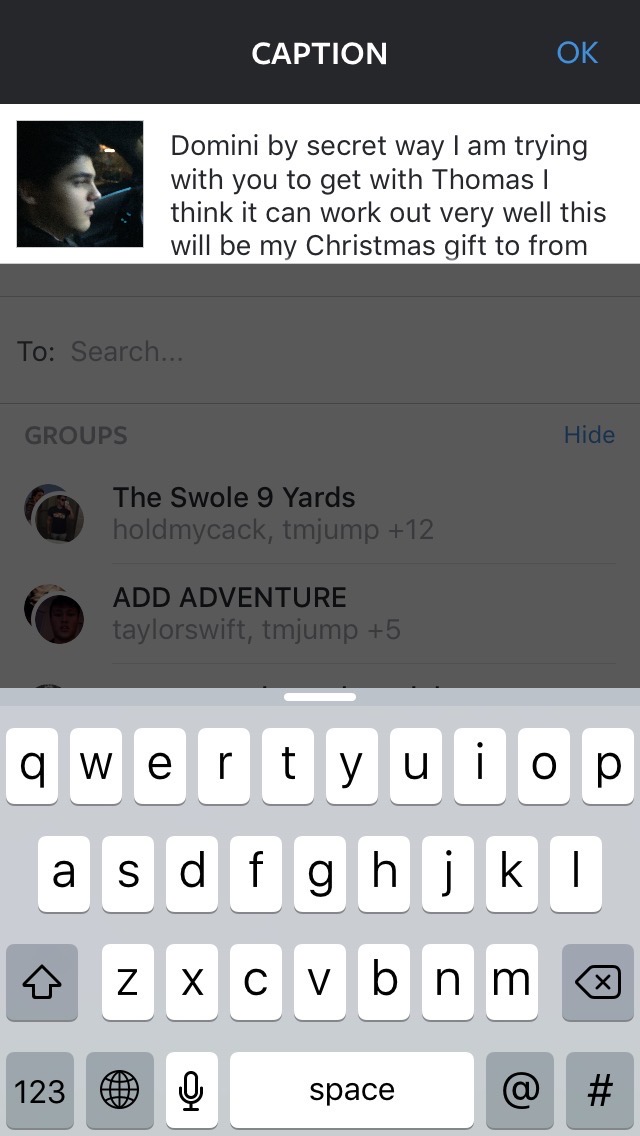 CAPTION
OK
Domini by secret way I am trying
with you to get with Thomas I
think it can work out very well this
will be my Christmas gift to from
To: Search...
GROUPS
Hide
The Swole 9 Yards
holdmycack, tmjump +12
ADD ADVENTURE
taylorswift, tmjump +5
q w e r t y u i o p
a s d f g h j k l
z x c v b n m
123 space @ #